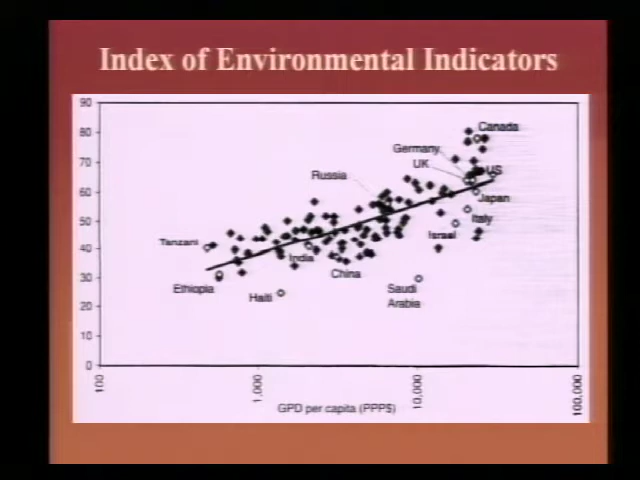 Index of Environmental Indicators
90
80
70
60
50
40
30
20
10
0
Canada
Germany
UK
US
Russia
Japan
Italy
Israel
Tanzani
India
China
Ethiopia
Haiti
Saudi
Arabia
100
1,000
10,000
100,000
GPD per capita (PPP$)